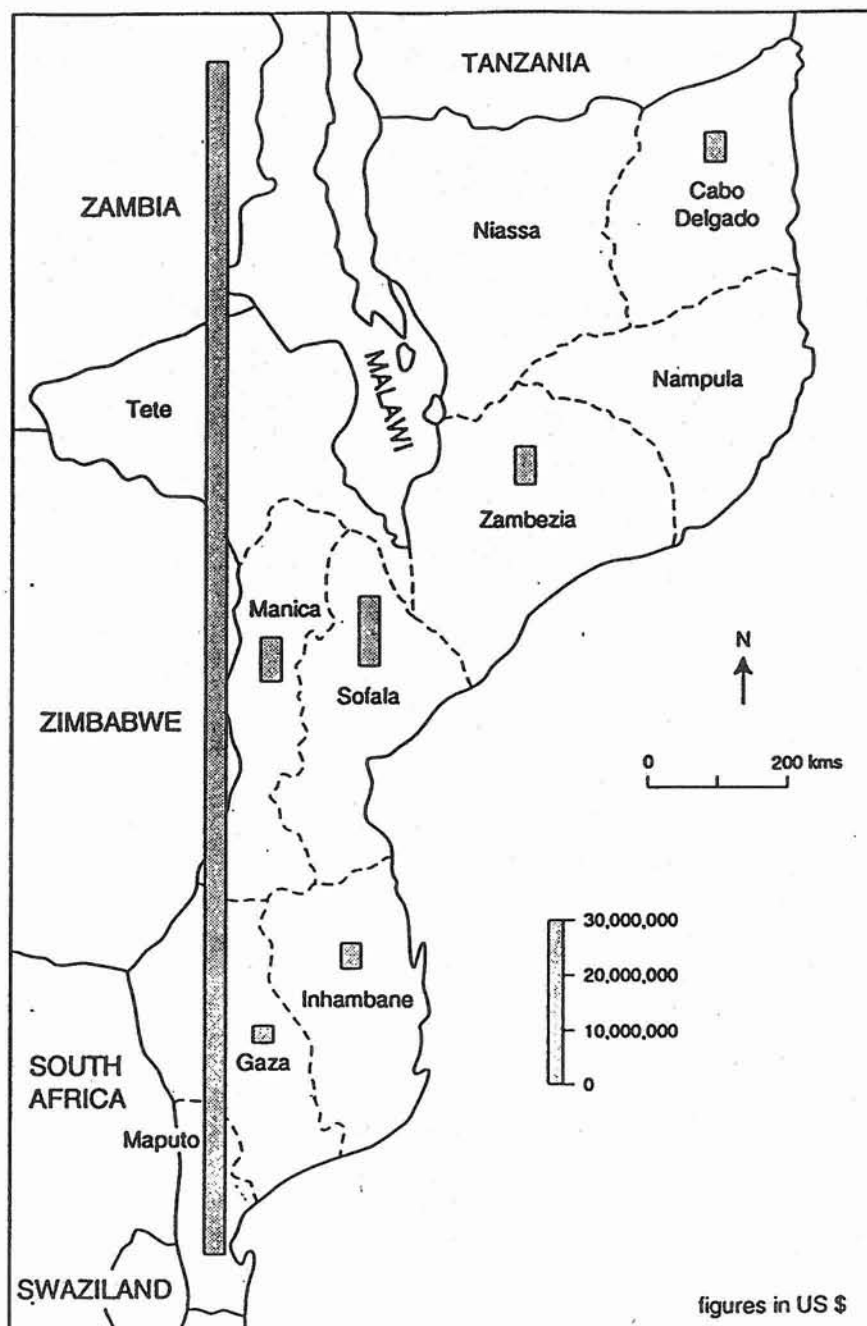 TANZANIA
Cabo
Delgado
ZAMBIA
Niassa
MALAWI
Nampula
Tete
Zambezia
Manica
N
Sofala
ZIMBABWE
0 200 kms
30,000,000
20,000,000
10,000,000
0
Inhambane
Gaza
SOUTH
AFRICA
Maputo
SWAZILAND
figures in US $